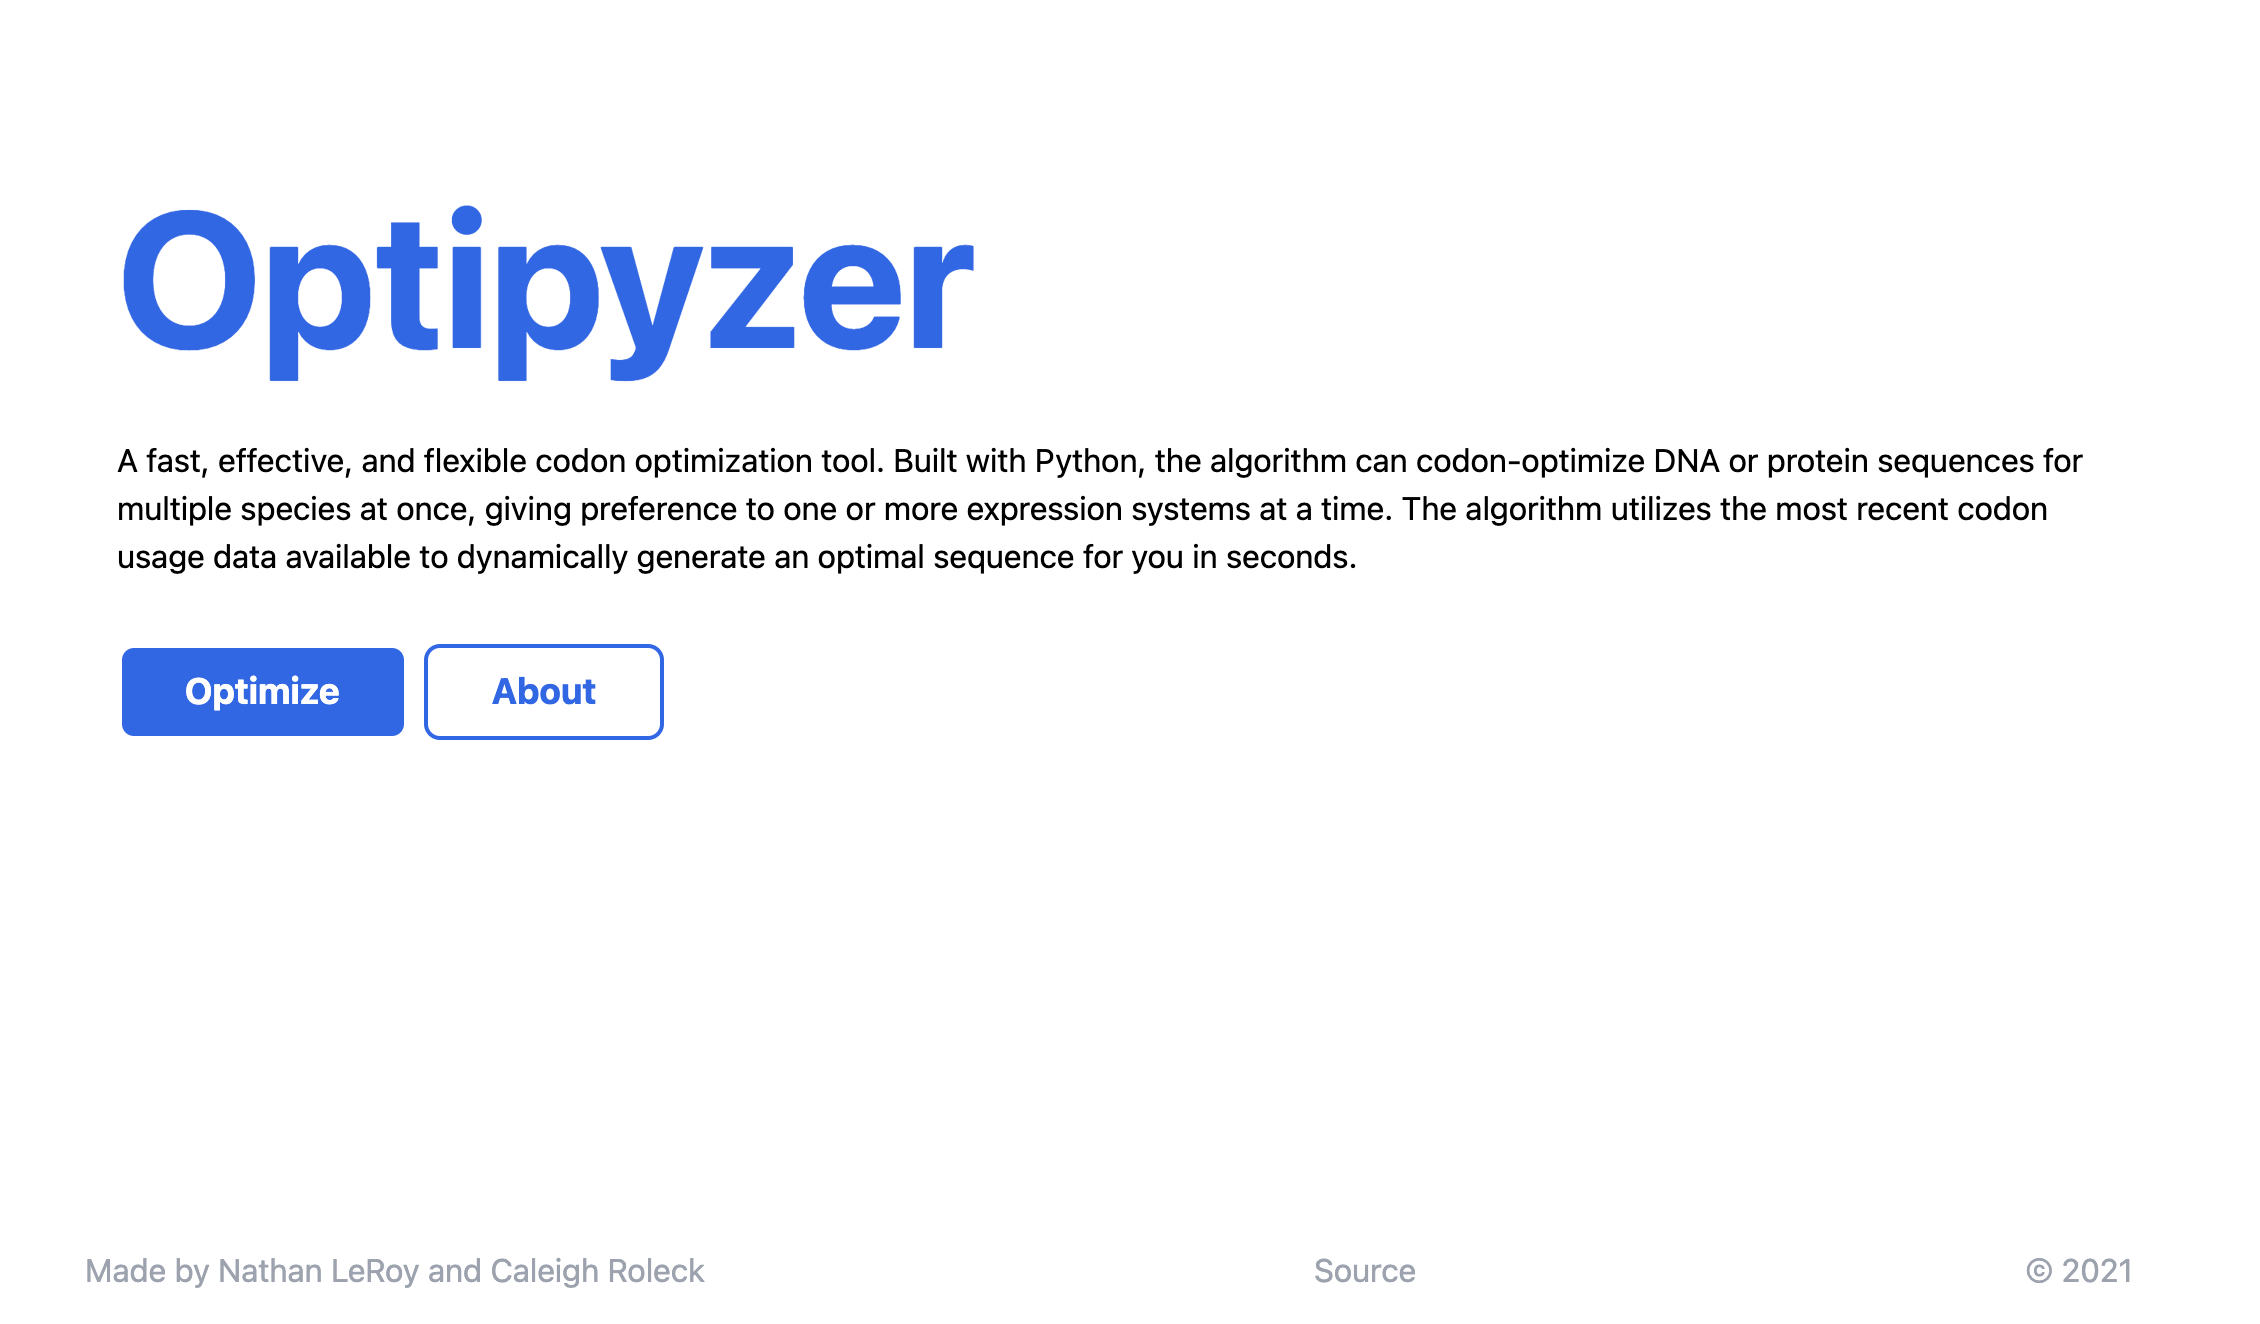 Optipyzer
A fast, effective, and flexible codon optimization tool. Built with Python, the algorithm can codon-optimize DNA or protein sequences for
multiple species at once, giving preference to one or more expression systems at a time. The algorithm utilizes the most recent codon
usage data available to dynamically generate an optimal sequence for you in seconds.
Optimize About
Made by Nathan LeRoy and Caleigh Roleck Source © 2021